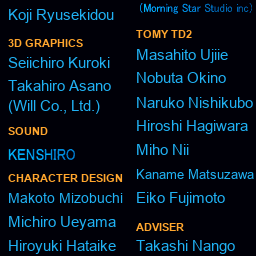 Koji Ryusekidou
3D GRAPHICS
Seiichiro Kuroki
Takahiro Asano
(Will Co., Ltd.)
SOUND
KENSHIRO
CHARACTER DESIGN
Makoto Mizobuchi
Michiru Ueyama
Hiroyuki Hataike
(Morning Star Studio inc)
TOMY TD2
Masahito Ujiie
Nobuta Okino
Naruko Nishikubo
Hiroshi Hagiwara
Miho Nii
Kaname Matsuzawa
Eiko Fujimoto
ADVISER
Takashi Nango